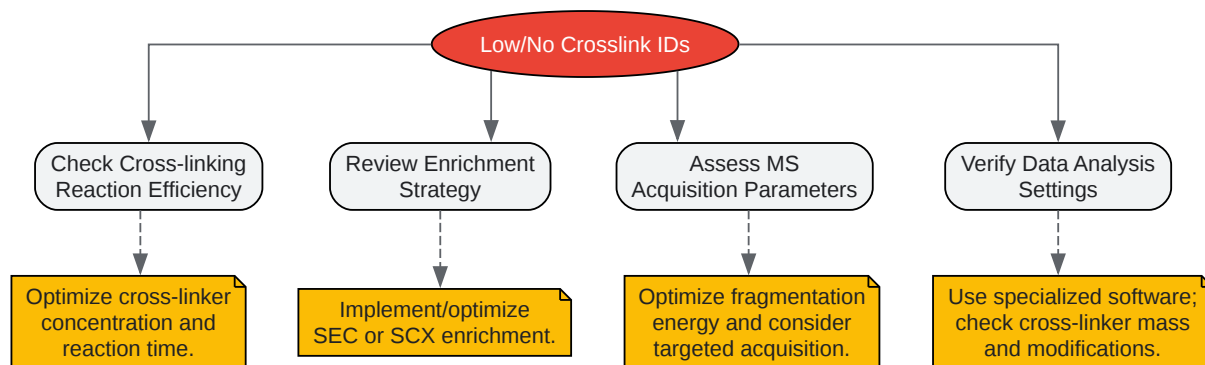 Low/No Crosslink IDs
Check Cross-linking
Reaction Efficiency
Review Enrichment
Strategy
Assess MS
Acquisition Parameters
Verify Data Analysis
Settings
Optimize cross-linker
concentration and
reaction time.
Implement/optimize
SEC or SCX enrichment.
Optimize fragmentation
energy and consider
targeted acquisition.
Use specialized software;
check cross-linker mass
and modifications.